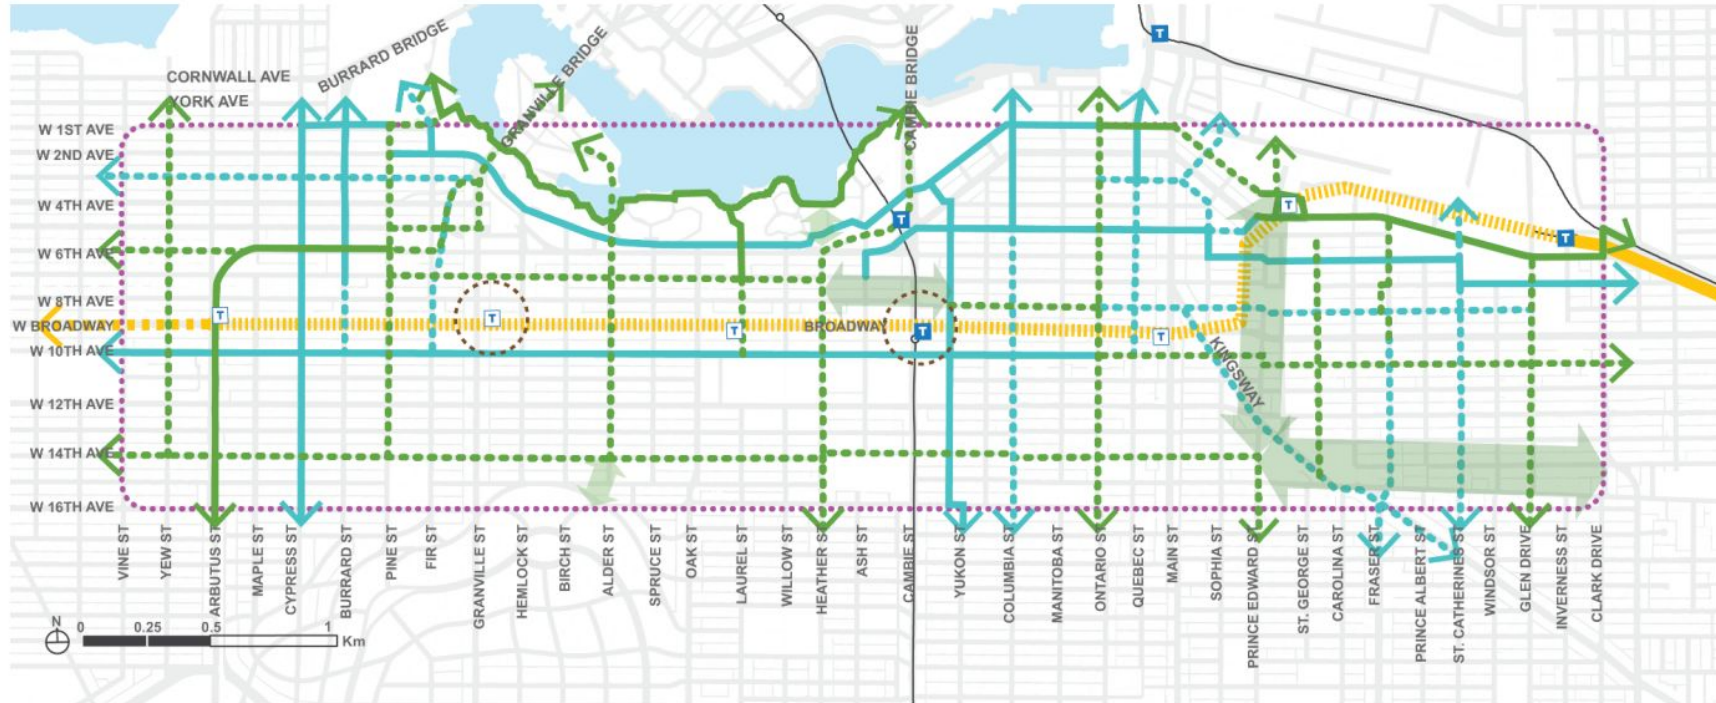 CORNWALL AVE
YORK AVE
BURRARD BRIDGE
GRANVILLE BRIDGE
CAMBIE BRIDGE
W 1ST AVE
W 2ND AVE
W 4TH AVE
W 6TH AVE
W 8TH AVE
W BROADWAY
W 10TH AVE
W 12TH AVE
W 14TH AVE
W 16TH AVE
T
T
T
T
T
T
T
T
T
BROADWAY
KINGSWAY
VINE ST
YEW ST
ARBUTUS ST
MAPLE ST
CYPRESS ST
BURRARD ST
PINE ST
FIR ST
GRANVILLE ST
HEMLOCK ST
BIRCH ST
ALDER ST
SPRUCE ST
OAK ST
LAUREL ST
WILLOW ST
HEATHER ST
ASH ST
CAMBIE ST
YUKON ST
COLUMBIA ST
MANITOBA ST
ONTARIO ST
QUEBEC ST
MAIN ST
SOPHIA ST
PRINCE EDWARD ST
ST. GEORGE ST
CAROLINA ST
FRASER ST
PRINCE ALBERT ST
ST. CATHERINES ST
WINDSOR ST
GLEN DRIVE
INVERNESS ST
CLARK DRIVE
N
0 0.25 0.5 1
Km